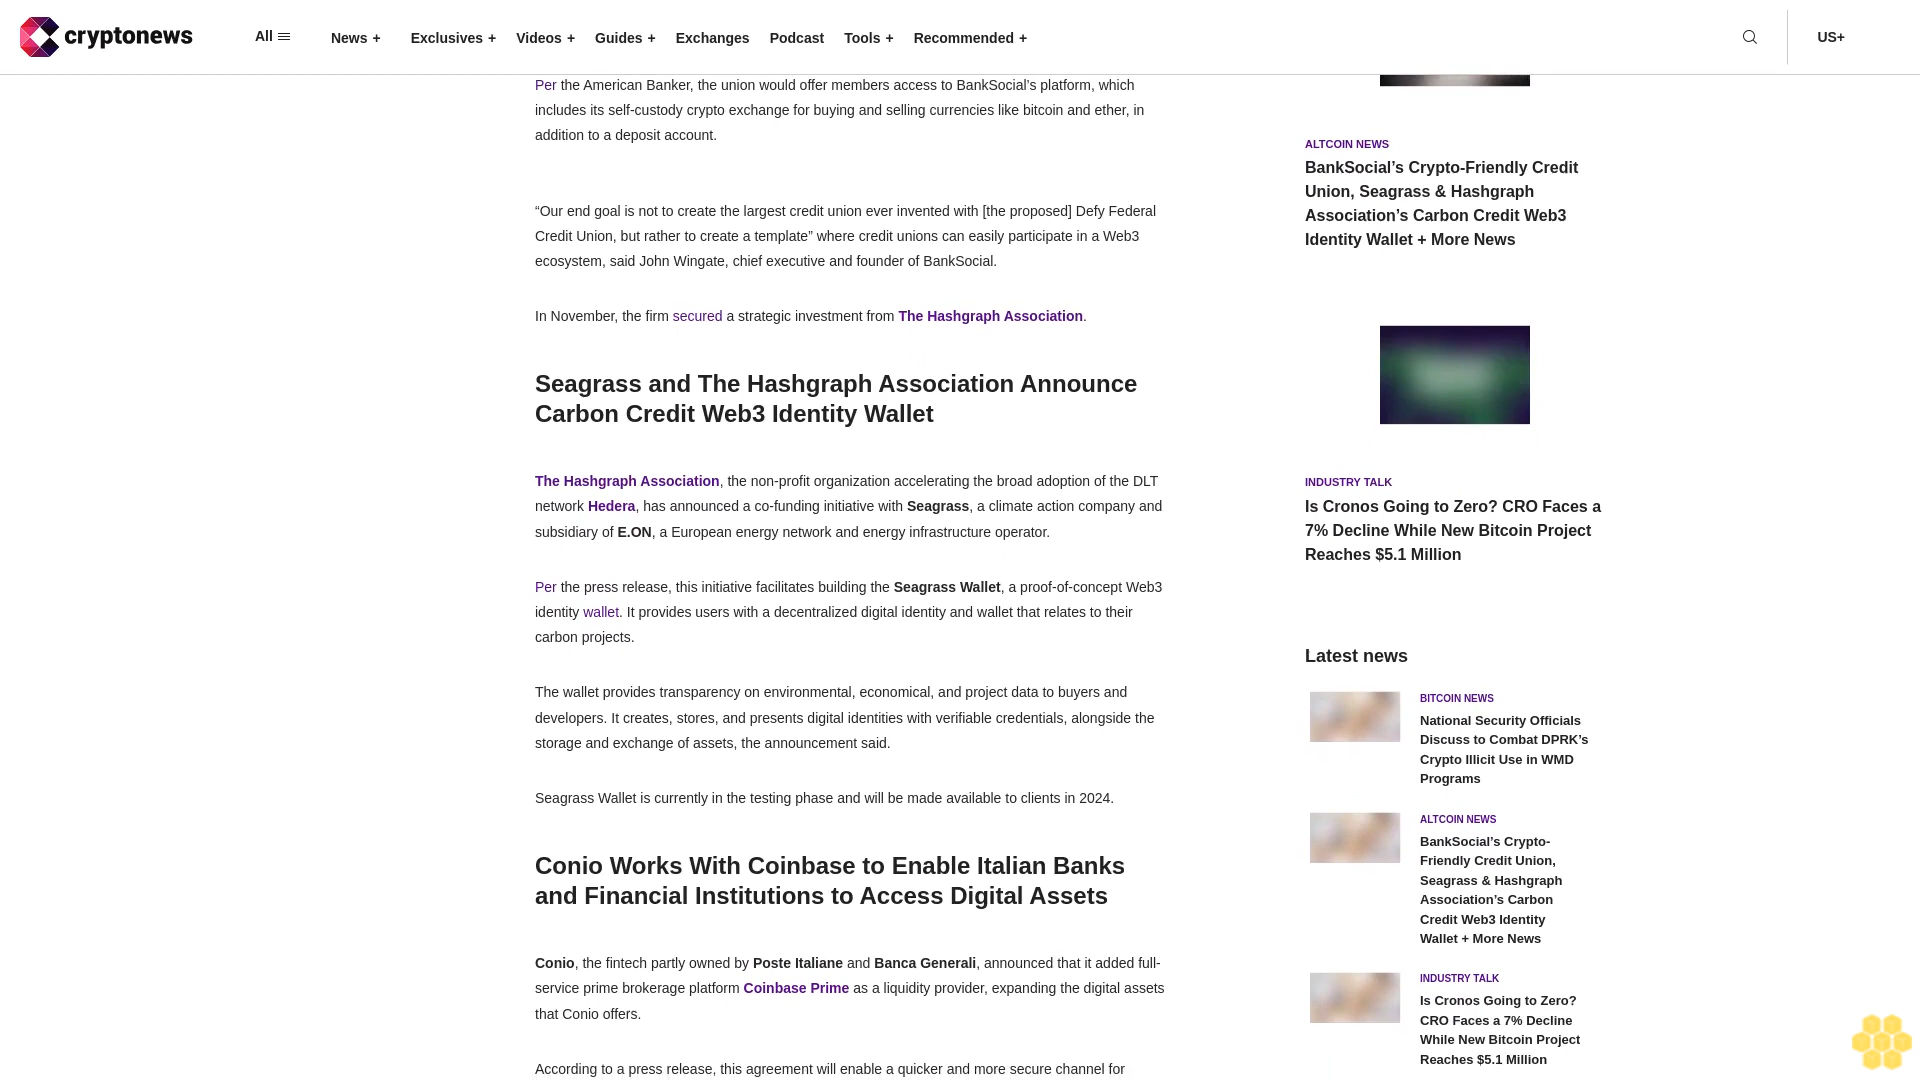 cryptonews
All
News +
Exclusives +
Videos +
Guides +
Exchanges
Podcast
Tools +
Recommended +
US+
Per the American Banker, the union would offer members access to BankSocial’s platform, which
includes its self-custody crypto exchange for buying and selling currencies like bitcoin and ether, in
addition to a deposit account.
“Our end goal is not to create the largest credit union ever invented with [the proposed] Defy Federal
Credit Union, but rather to create a template” where credit unions can easily participate in a Web3
ecosystem, said John Wingate, chief executive and founder of BankSocial.
In November, the firm secured a strategic investment from The Hashgraph Association.
Seagrass and The Hashgraph Association Announce
Carbon Credit Web3 Identity Wallet
The Hashgraph Association, the non-profit organization accelerating the broad adoption of the DLT
network Hedera, has announced a co-funding initiative with Seagrass, a climate action company and
subsidiary of E.ON, a European energy network and energy infrastructure operator.
Per the press release, this initiative facilitates building the Seagrass Wallet, a proof-of-concept Web3
identity wallet. It provides users with a decentralized digital identity and wallet that relates to their
carbon projects.
The wallet provides transparency on environmental, economical, and project data to buyers and
developers. It creates, stores, and presents digital identities with verifiable credentials, alongside the
storage and exchange of assets, the announcement said.
Seagrass Wallet is currently in the testing phase and will be made available to clients in 2024.
Conio Works With Coinbase to Enable Italian Banks
and Financial Institutions to Access Digital Assets
Conio, the fintech partly owned by Poste Italiane and Banca Generali, announced that it added full-
service prime brokerage platform Coinbase Prime as a liquidity provider, expanding the digital assets
that Conio offers.
According to a press release, this agreement will enable a quicker and more secure channel for
ALTCOIN NEWS
BankSocial’s Crypto-Friendly Credit
Union, Seagrass & Hashgraph
Association’s Carbon Credit Web3
Identity Wallet + More News
INDUSTRY TALK
Is Cronos Going to Zero? CRO Faces a
7% Decline While New Bitcoin Project
Reaches $5.1 Million
Latest news
BITCOIN NEWS
National Security Officials
Discuss to Combat DPRK’s
Crypto Illicit Use in WMD
Programs
ALTCOIN NEWS
BankSocial’s Crypto-
Friendly Credit Union,
Seagrass & Hashgraph
Association’s Carbon
Credit Web3 Identity
Wallet + More News
INDUSTRY TALK
Is Cronos Going to Zero?
CRO Faces a 7% Decline
While New Bitcoin Project
Reaches $5.1 Million